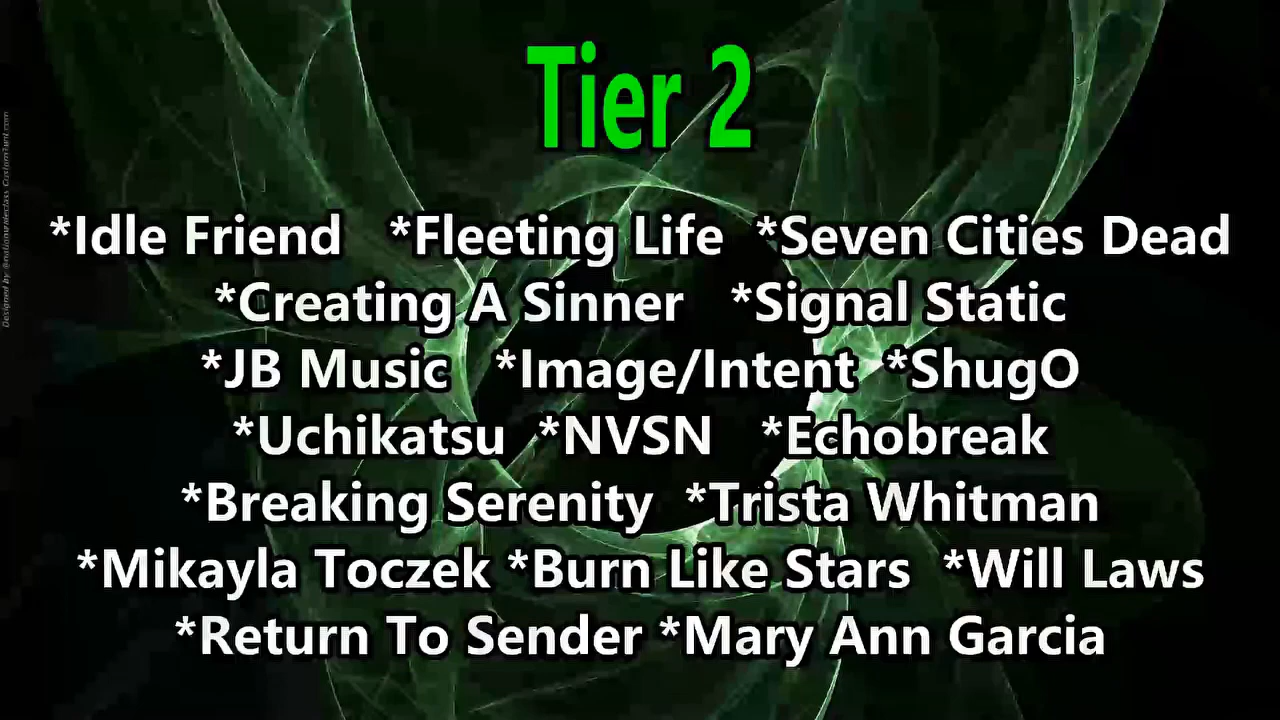 Tier 2
*Idle Friend *Fleeting Life *Seven Cities Dead
*Creating A Sinner *Signal Static
*JB Music *Image/Intent *ShugO
*Uchikatsu *NVSN *Echobreak
*Breaking Serenity *Trista Whitman
*Mikayla Toczek *Burn Like Stars *Will Laws
*Return To Sender *Mary Ann Garcia
Designed by